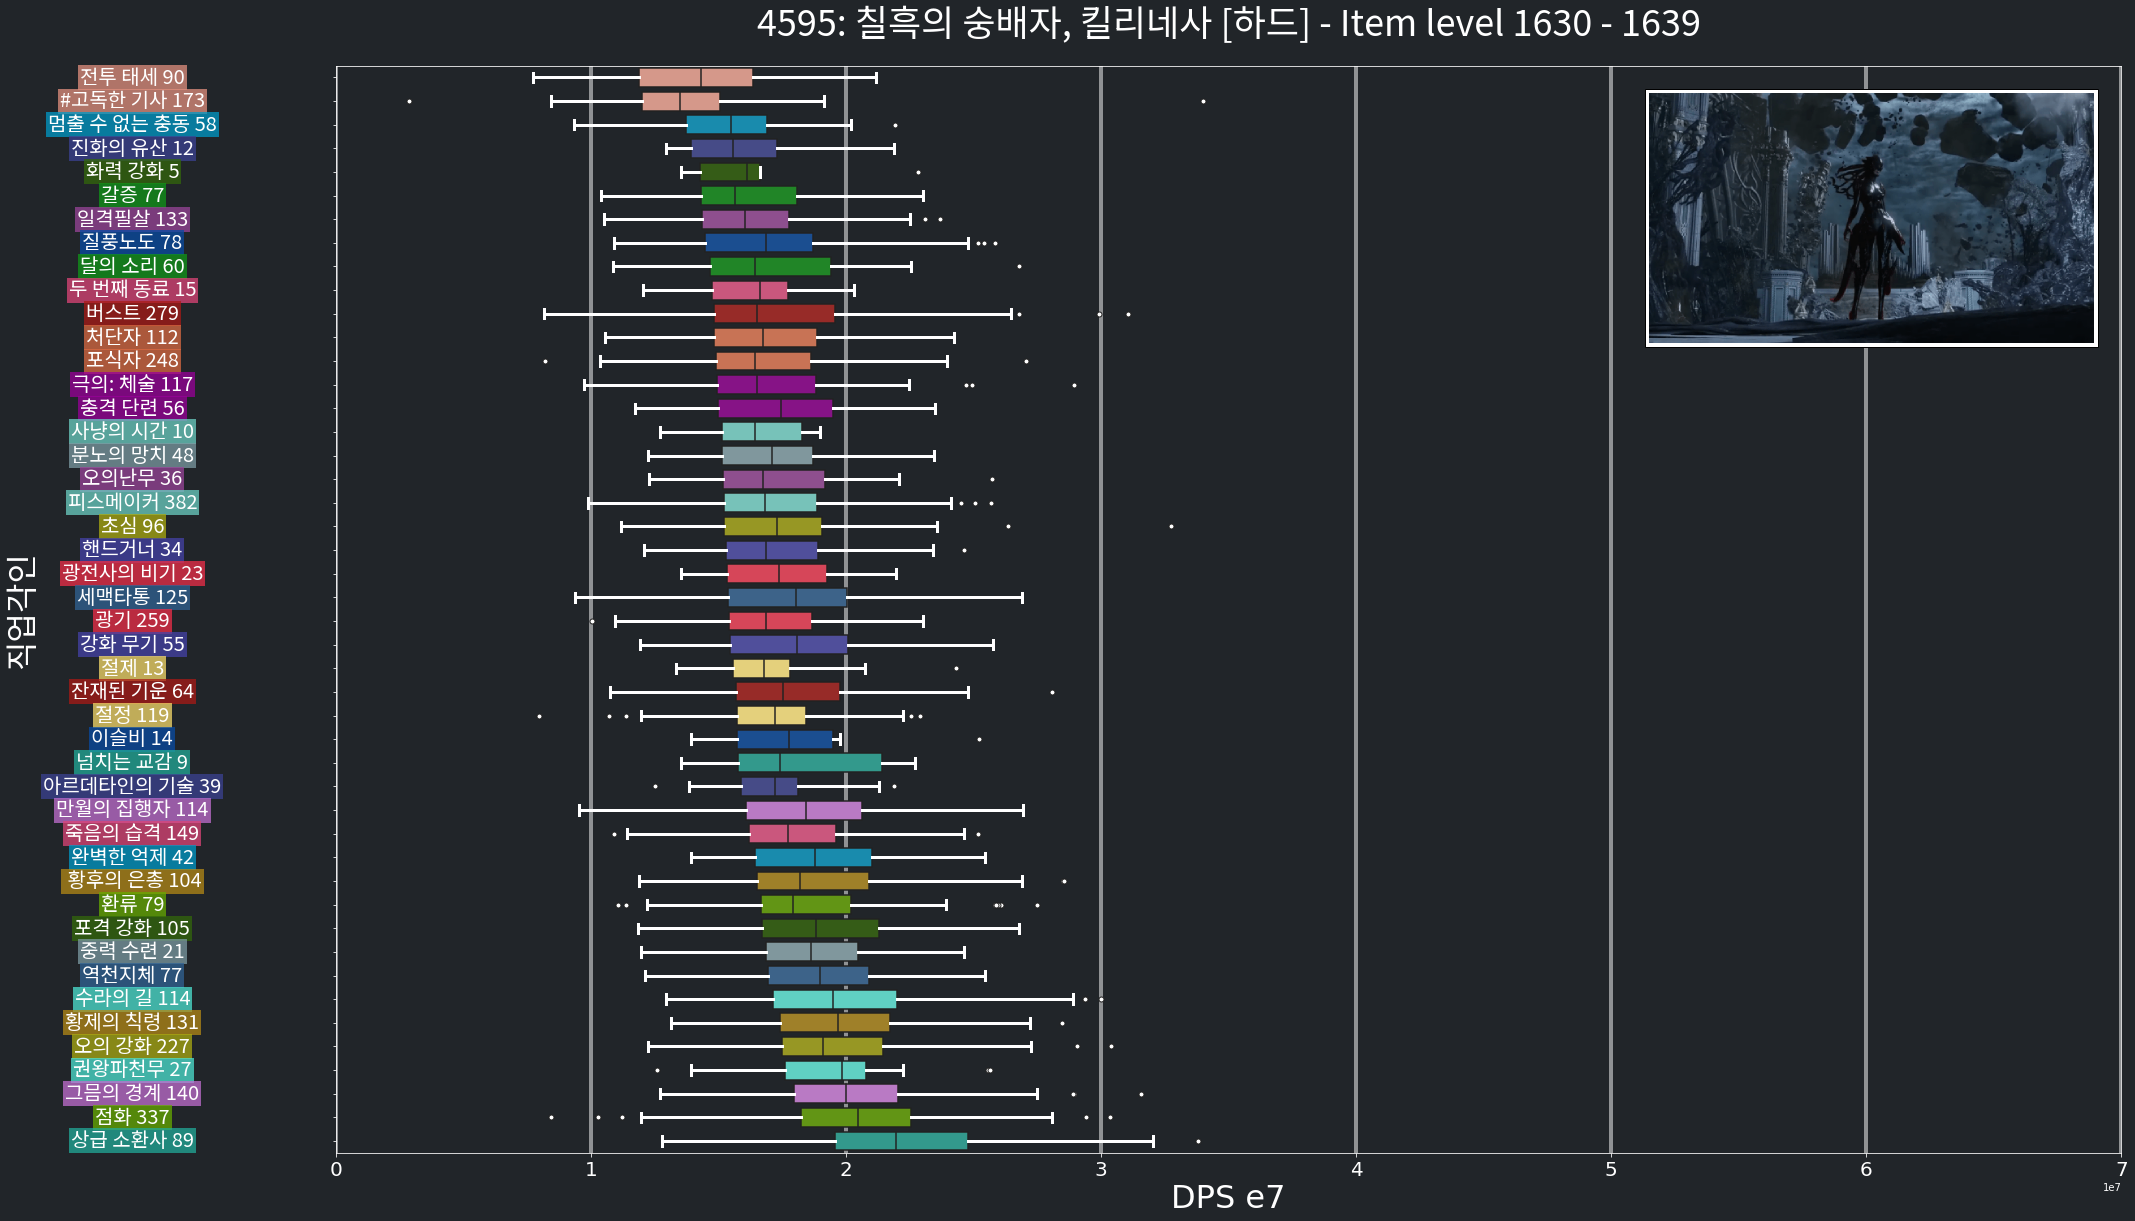 4595: 칠흑의 숭배자, 킬리네사 [하드] - Item level 1630 - 1639
직업각인
전투 태세 90
#고독한 기사 173
멈출 수 없는 충동 58
진화의 유산 12
화력 강화 5
갈증 77
일격필살 133
질풍노도 78
달의 소리 60
두 번째 동료 15
버스트 279
처단자 112
포식자 248
극의: 체술 117
충격 단련 56
사냥의 시간 10
분노의 망치 48
오의난무 36
피스메이커 382
초심 96
핸드거너 34
광전사의 비기 23
세맥타통 125
광기 259
강화 무기 55
절제 13
잔재된 기운 64
절정 119
이슬비 14
넘치는 교감 9
아르데타인의 기술 39
만월의 집행자 114
죽음의 습격 149
완벽한 억제 42
황후의 은총 104
환류 79
포격 강화 105
중력 수련 21
역천지체 77
수라의 길 114
황제의 칙령 131
오의 강화 227
권왕파천무 27
그믐의 경계 140
점화 337
상급 소환사 89
0 1 2 3 4 5 6 7
1e7
DPS e7